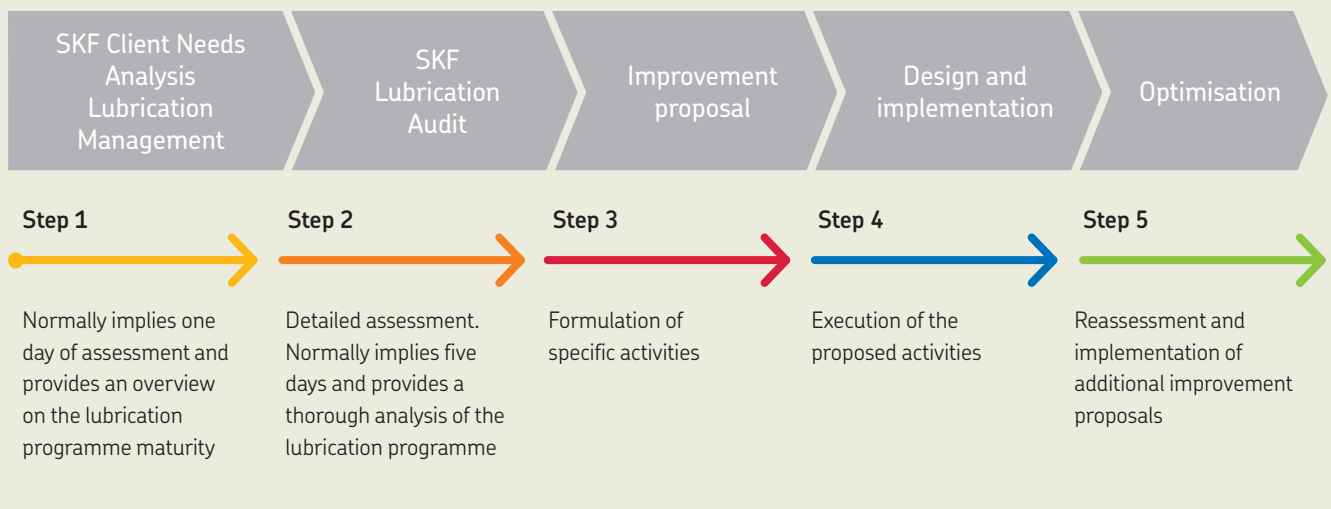 SKF Client Needs
Analysis
Lubrication
Management
SKF
Lubrication
Audit
Improvement
proposal
Design and
implementation
Optimisation
Step 1
Normally implies one
day of assessment and
provides an overview
on the lubrication
programme maturity
Step 2
Detailed assessment.
Normally implies five
days and provides a
thorough analysis of the
lubrication programme
Step 3
Formulation of
specific activities
Step 4
Execution of the
proposed activities
Step 5
Reassessment and
implementation of
additional improvement
proposals